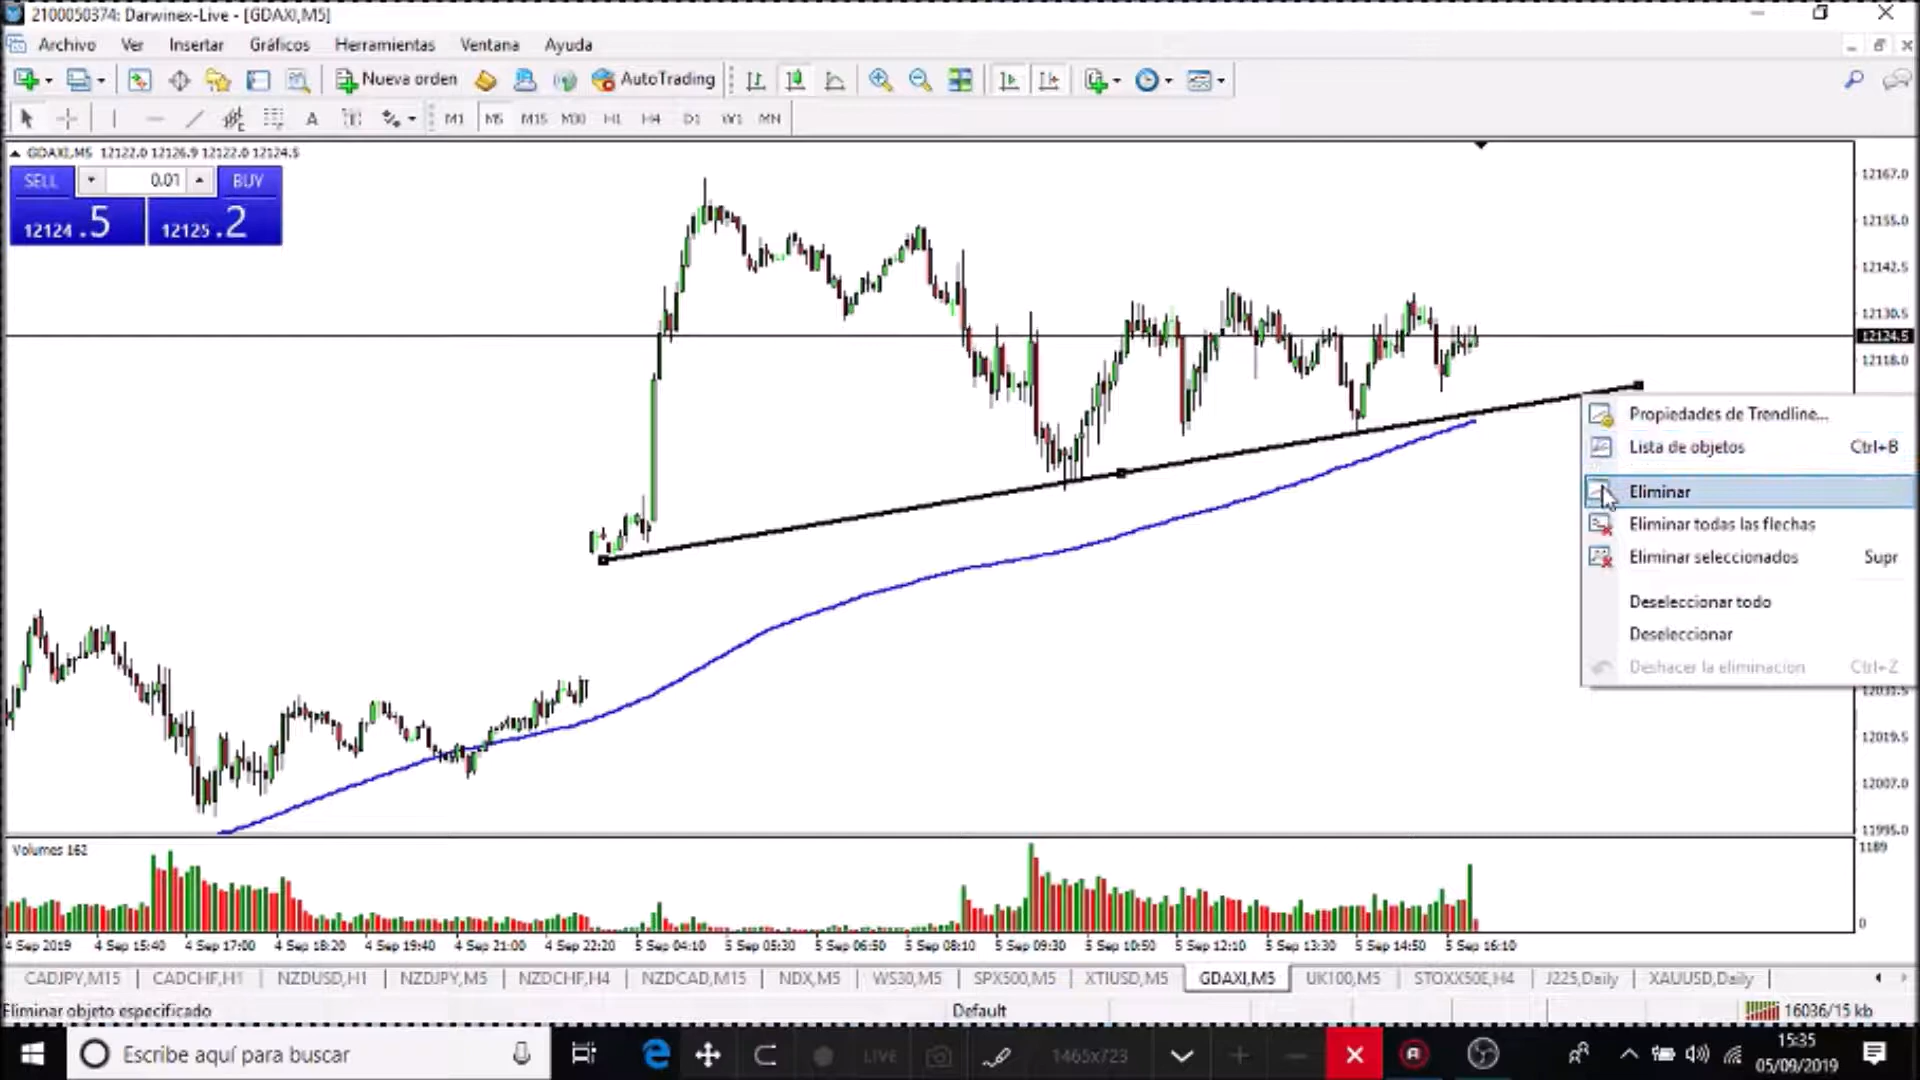 2100050374: Darwinex-Live - [GDAXI,M5]
Archivo Ver Insertar Gráficos Herramientas Ventana Ayuda
Nueva orden AutoTrading
A T M1 M5 M15 M30 H1 H4 D1 W1 MN
GDAXI,M5 12122.0 12126.9 12122.0 12124.5
SELL 0.01 BUY
12124 .5 12125 .2
12167.0
12155.0
12142.5
12130.5
12124.5
12118.0
Propiedades de Trendline...
Lista de objetos Ctrl+B
Eliminar
Eliminar todas las flechas
Eliminar seleccionados Supr
Deseleccionar todo
Deseleccionar
Deshacer la eliminacion Ctrl+Z
12031.5
12019.5
12007.0
11995.0
Volumes 162
1189
0
4 Sep 2019 4 Sep 15:40 4 Sep 17:00 4 Sep 18:20 4 Sep 19:40 4 Sep 21:00 4 Sep 22:20 5 Sep 04:10 5 Sep 05:30 5 Sep 06:50 5 Sep 08:10 5 Sep 09:30 5 Sep 10:50 5 Sep 12:10 5 Sep 13:30 5 Sep 14:50 5 Sep 16:10
CADJPY,M15 CADCHF,H1 NZDUSD,H1 NZDJPY,M5 NZDCHF,H4 NZDCAD,M15 NDX,M5 WS30,M5 SPX500,M5 XTIUSD,M5 GDAXI,M5 UK100,M5 STOXX50E,H4 J225,Daily XAUUSD,Daily
Eliminar objeto especificado Default 16036/15 kb
Escribe aquí para buscar LIVE 1465x723 15:35
05/09/2019